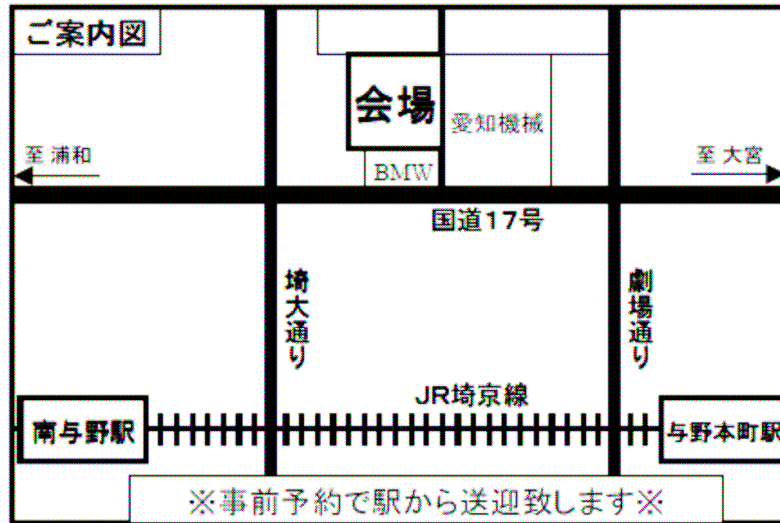 ご案内図
会場
愛知機械
至 浦和
BMW
至 大宮
国道17号
埼大通り
劇場通り
JR埼京線
南与野駅
与野本町駅
※事前予約で駅から送迎致します※